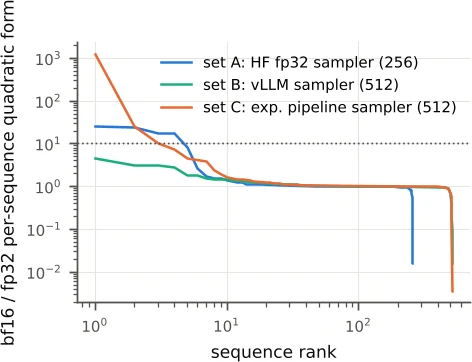 bf16 / fp32 per-sequence quadratic form
10³
10²
10¹
10⁰
10⁻¹
10⁻²
set A: HF fp32 sampler (256)
set B: vLLM sampler (512)
set C: exp. pipeline sampler (512)
10⁰
10¹
10²
sequence rank